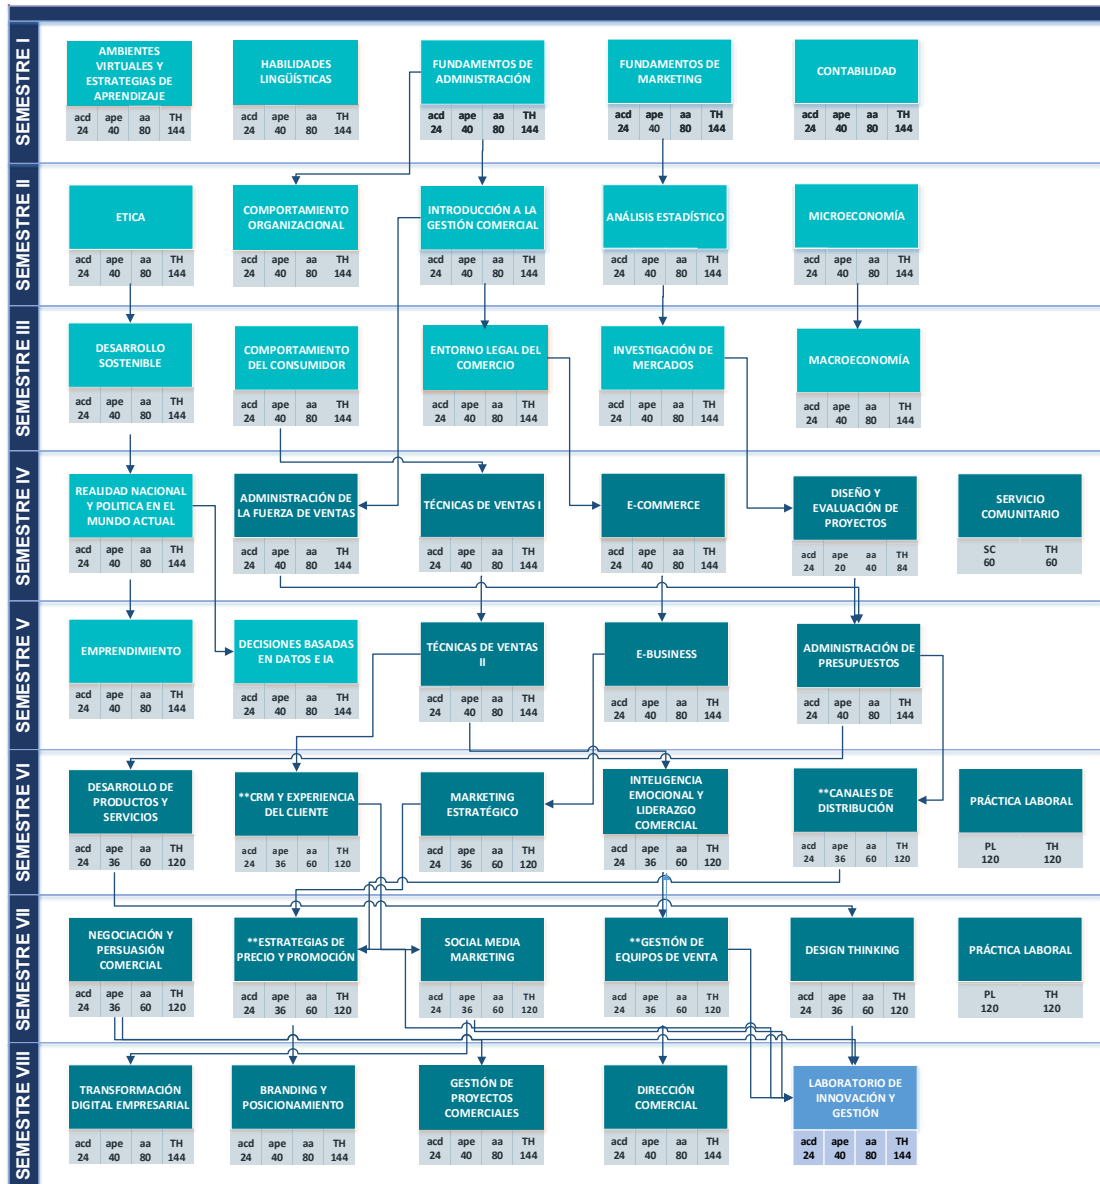 SEMESTRE I
AMBIENTES
VIRTUALES Y
ESTRATEGIAS DE
APRENDIZAJE
acd ape aa TH
24 40 80 144
HABILIDADES
LINGÜÍSTICAS
acd ape aa TH
24 40 80 144
FUNDAMENTOS DE
ADMINISTRACIÓN
acd ape aa TH
24 40 80 144
FUNDAMENTOS DE
MARKETING
acd ape aa TH
24 40 80 144
CONTABILIDAD
acd ape aa TH
24 40 80 144
SEMESTRE II
ETICA
acd ape aa TH
24 40 80 144
COMPORTAMIENTO
ORGANIZACIONAL
acd ape aa TH
24 40 80 144
INTRODUCCIÓN A LA
GESTIÓN COMERCIAL
acd ape aa TH
24 40 80 144
ANÁLISIS ESTADÍSTICO
acd ape aa TH
24 40 80 144
MICROECONOMÍA
acd ape aa TH
24 40 80 144
SEMESTRE III
DESARROLLO
SOSTENIBLE
acd ape aa TH
24 40 80 144
COMPORTAMIENTO
DEL CONSUMIDOR
acd ape aa TH
24 40 80 144
ENTORNO LEGAL DEL
COMERCIO
acd ape aa TH
24 40 80 144
INVESTIGACIÓN DE
MERCADOS
acd ape aa TH
24 40 80 144
MACROECONOMÍA
acd ape aa TH
24 40 80 144
SEMESTRE IV
REALIDAD NACIONAL
Y POLITICA EN EL
MUNDO ACTUAL
acd ape aa TH
24 40 80 144
ADMINISTRACIÓN DE
LA FUERZA DE VENTAS
acd ape aa TH
24 40 80 144
TÉCNICAS DE VENTAS I
acd ape aa TH
24 40 80 144
E-COMMERCE
acd ape aa TH
24 40 80 144
DISEÑO Y
EVALUACIÓN DE
PROYECTOS
acd ape aa TH
24 20 40 84
SERVICIO
COMUNITARIO
SC TH
60 60
SEMESTRE V
EMPRENDIMIENTO
acd ape aa TH
24 40 80 144
DECISIONES BASADAS
EN DATOS E IA
acd ape aa TH
24 40 80 144
TÉCNICAS DE VENTAS
II
acd ape aa TH
24 40 80 144
E-BUSINESS
acd ape aa TH
24 40 80 144
ADMINISTRACIÓN DE
PRESUPUESTOS
acd ape aa TH
24 40 80 144
SEMESTRE VI
DESARROLLO DE
PRODUCTOS Y
SERVICIOS
acd ape aa TH
24 36 60 120
**CRM Y EXPERIENCIA
DEL CLIENTE
acd ape aa TH
24 36 60 120
MARKETING
ESTRATÉGICO
acd ape aa TH
24 36 60 120
INTELIGENCIA
EMOCIONAL Y
LIDERAZGO
COMERCIAL
acd ape aa TH
24 36 60 120
**CANALES DE
DISTRIBUCIÓN
acd ape aa TH
24 36 60 120
PRÁCTICA LABORAL
PL TH
120 120
SEMESTRE VII
NEGOCIACIÓN Y
PERSUASIÓN
COMERCIAL
acd ape aa TH
24 36 60 120
**ESTRATEGIAS DE
PRECIO Y PROMOCIÓN
acd ape aa TH
24 36 60 120
SOCIAL MEDIA
MARKETING
acd ape aa TH
24 36 60 120
**GESTIÓN DE
EQUIPOS DE VENTA
acd ape aa TH
24 36 60 120
DESIGN THINKING
acd ape aa TH
24 36 60 120
PRÁCTICA LABORAL
PL TH
120 120
SEMESTRE VIII
TRANSFORMACIÓN
DIGITAL EMPRESARIAL
acd ape aa TH
24 40 80 144
BRANDING Y
POSICIONAMIENTO
acd ape aa TH
24 40 80 144
GESTIÓN DE
PROYECTOS
COMERCIALES
acd ape aa TH
24 40 80 144
DIRECCIÓN
COMERCIAL
acd ape aa TH
24 40 80 144
LABORATORIO DE
INNOVACIÓN Y
GESTIÓN
acd ape aa TH
24 40 80 144